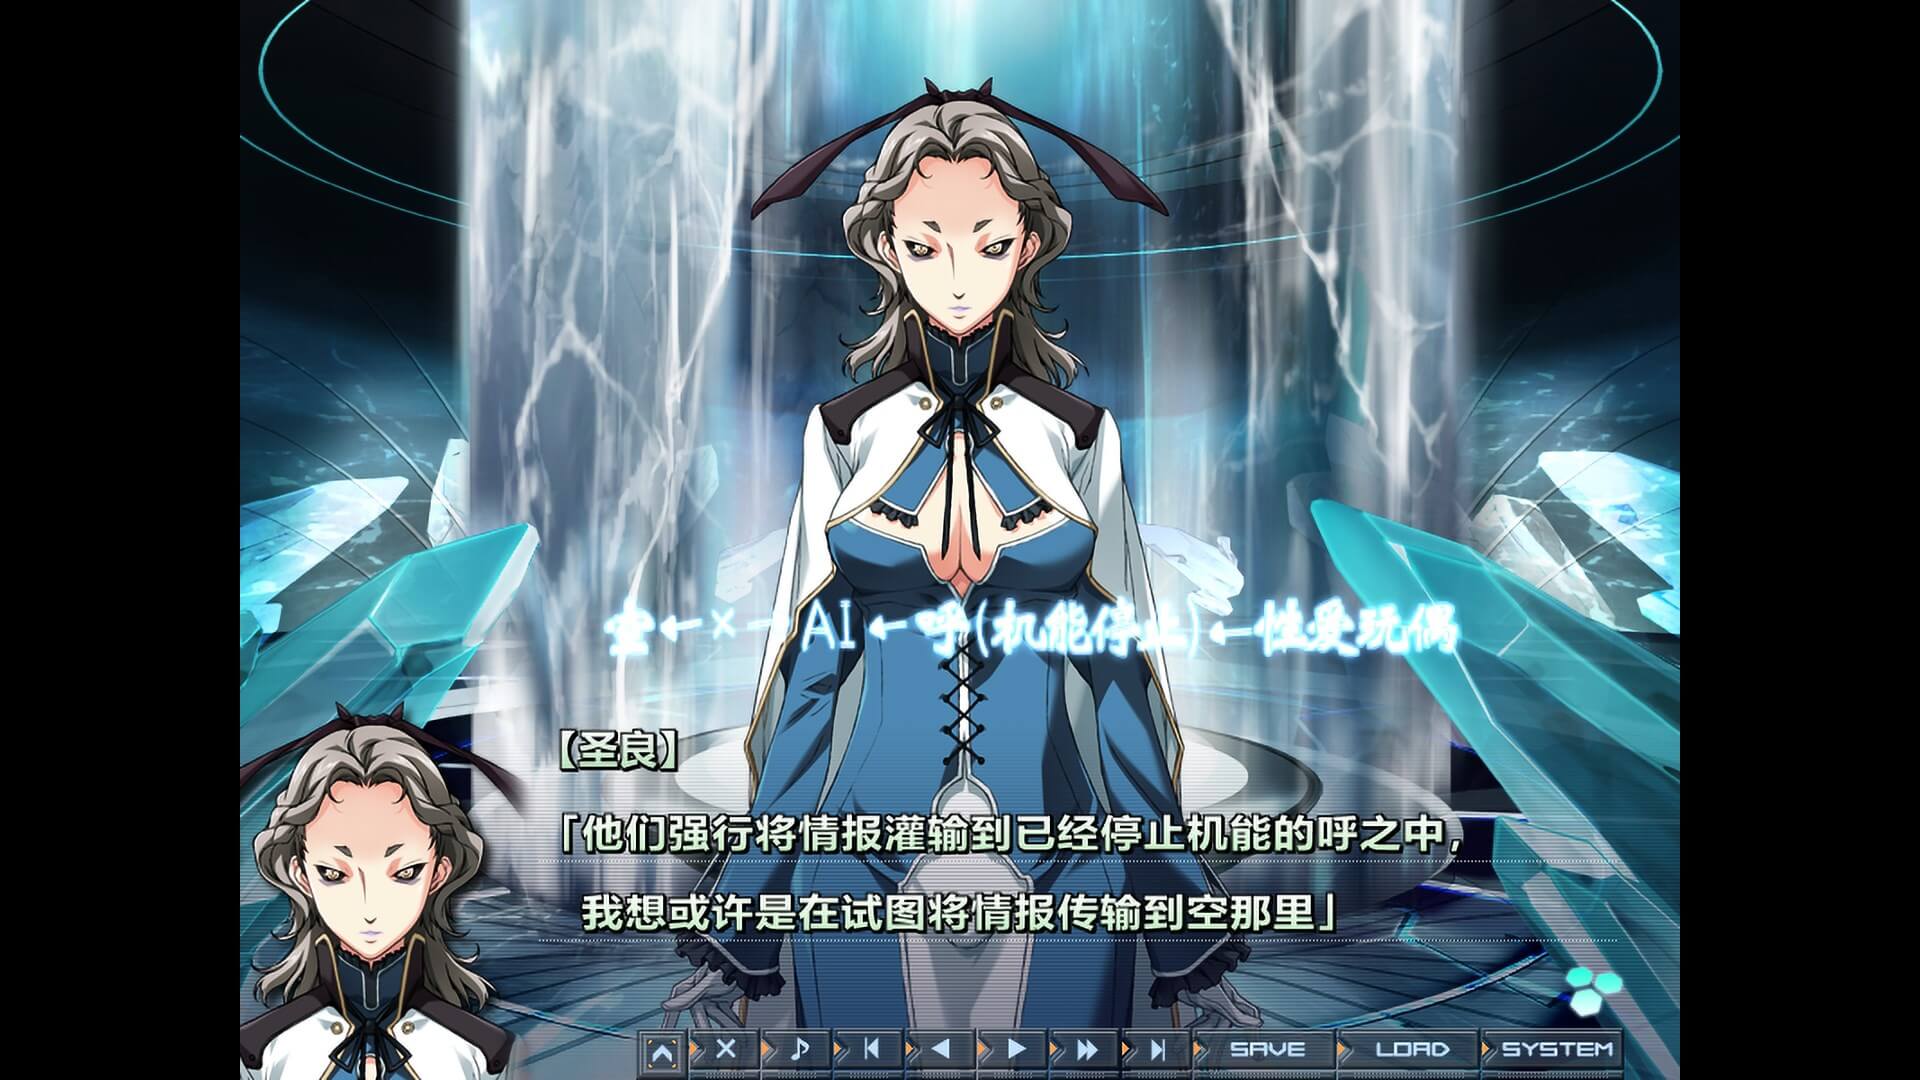 空←×→AI←呼(机能停止)←性爱玩偶
【圣良】
「他们强行将情报灌输到已经停止机能的呼之中，
我想或许是在试图将情报传输到空那里」
SAVE LOAD SYSTEM